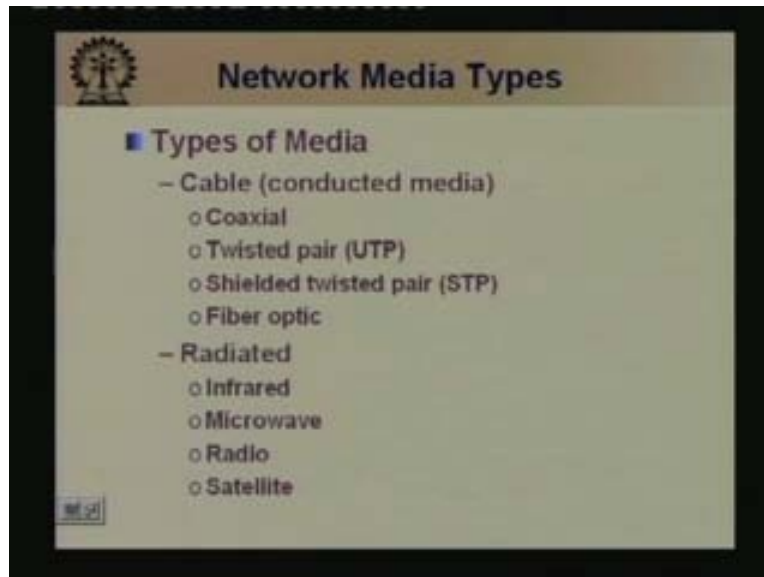 Network Media Types
Types of Media
– Cable (conducted media)
o Coaxial
o Twisted pair (UTP)
o Shielded twisted pair (STP)
o Fiber optic
– Radiated
o Infrared
o Microwave
o Radio
o Satellite